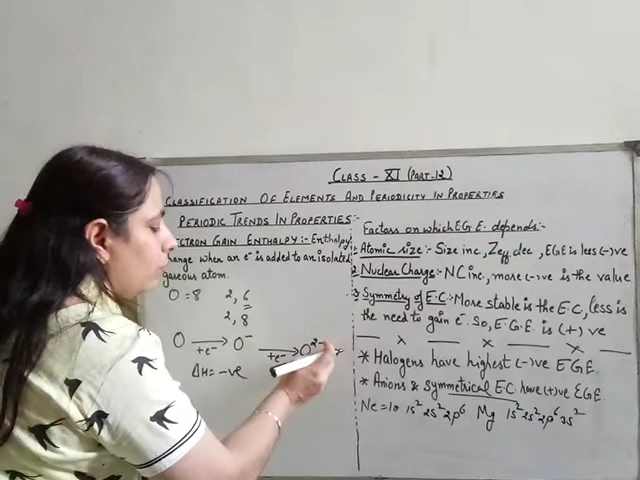 CLASS - XI (PART-12)
CLASSIFICATION OF ELEMENTS AND PERIODICITY IN PROPERTIES
PERIODIC TRENDS IN PROPERTIES:-
CTRON GAIN ENTHALPY:- Enthalpy
hange when an e⁻ is added to an isolated
gaseous atom.
O = 8 2, 6
2, 8
O +e⁻ → O⁻ +e⁻ → O²⁻
ΔH = -ve
Factors on which E G E. depends:-
1. Atomic size:- Size inc, Zeff dec, EGE is less (-)ve
2. Nuclear Charge:- NC inc., more (-)ve is the value
3. Symmetry of E.C:- More stable is the E.C, less is
the need to gain e⁻. So, E·G·E. is (+) ve
* Halogens have highest (-)ve E·G·E.
* Anions & symmetrical E.C. have (+)ve E.G.E.
Ne = 10 1s² 2s² 2p⁶ Mg 1s² 2s² 2p⁶ 3s²